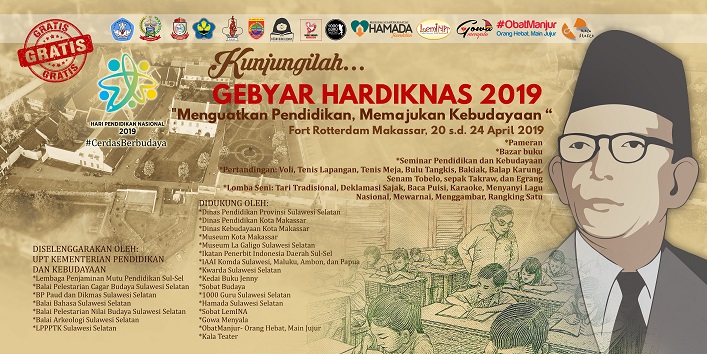 GRATIS
GRATIS
GRATIS
HAMADA
LemINA
Gowa
#ObatManjur
Orang Hebat, Main Jujur
Kunjungilah...
GEBYAR HARDIKNAS 2019
"Menguatkan Pendidikan, Memajukan Kebudayaan “
Fort Rotterdam Makassar, 20 s.d. 24 April 2019
HARI PENDIDIKAN NASIONAL
2019
#CerdasBerbudaya
*Pameran
*Bazar buku
*Seminar Pendidikan dan Kebudayaan
*Pertandingan: Voli, Tenis Lapangan, Tenis Meja, Bulu Tangkis, Bakiak, Balap Karung,
Senam Tobelo, sepak Takraw, dan Egrang
*Lomba Seni: Tari Tradisional, Deklamasi Sajak, Baca Puisi, Karaoke, Menyanyi Lagu
Nasional, Mewarnai, Menggambar, Rangking Satu
DISELENGGARAKAN OLEH:
UPT KEMENTERIAN PENDIDIKAN
DAN KEBUDAYAAN
*Lembaga Penjaminan Mutu Pendidikan Sul-Sel
*Balai Pelestarian Cagar Budaya Sulawesi Selatan
*BP Paud dan Dikmas Sulawesi Selatan
*Balai Bahasa Sulawesi Selatan
*Balai Pelestarian Nilai Budaya Sulawesi Selatan
*Balai Arkeologi Sulawesi Selatan
*LPPPTK Sulawesi Selatan
DIDUKUNG OLEH:
*Dinas Pendidikan Provinsi Sulawesi Selatan
*Dinas Pendidikan Kota Makassar
*Dinas Kebudayaan Kota Makassar
*Museum Kota Makassar
*Museum La Galigo Sulawesi Selatan
*Ikatan Penerbit Indonesia Daerah Sul-Sel
*IAAI Komda Sulawesi, Maluku, Ambon, dan Papua
*Kwarda Sulawesi Selatan
*Kedai Buku Jenny
*Sobat Budaya
*1000 Guru Sulawesi Selatan
*Hamada Sulawesi Selatan
*Sobat LemINA
*Gowa Menyala
*ObatManjur- Orang Hebat, Main Jujur
*Kala Teater